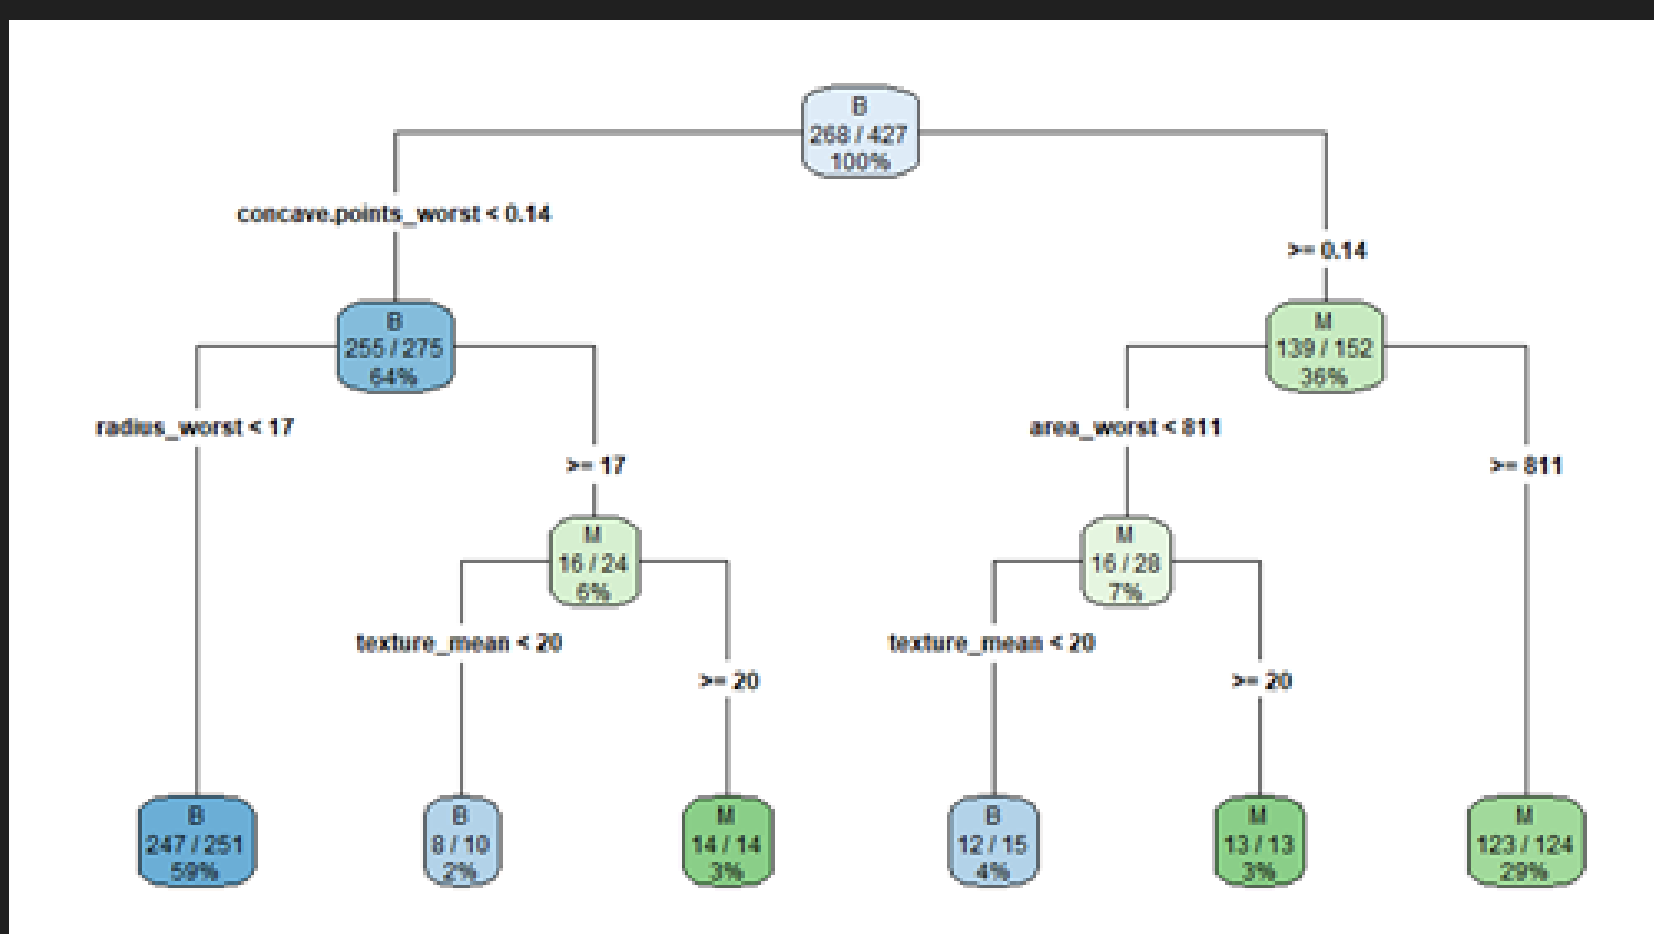 B
268 / 427
100%
concave.points_worst < 0.14
>= 0.14
B
255 / 275
64%
M
139 / 152
36%
radius_worst < 17
>= 17
area_worst < 811
>= 811
M
16 / 24
6%
M
16 / 28
7%
texture_mean < 20
>= 20
texture_mean < 20
>= 20
B
247 / 251
59%
B
8 / 10
2%
M
14 / 14
3%
B
12 / 15
4%
M
13 / 13
3%
M
123 / 124
29%